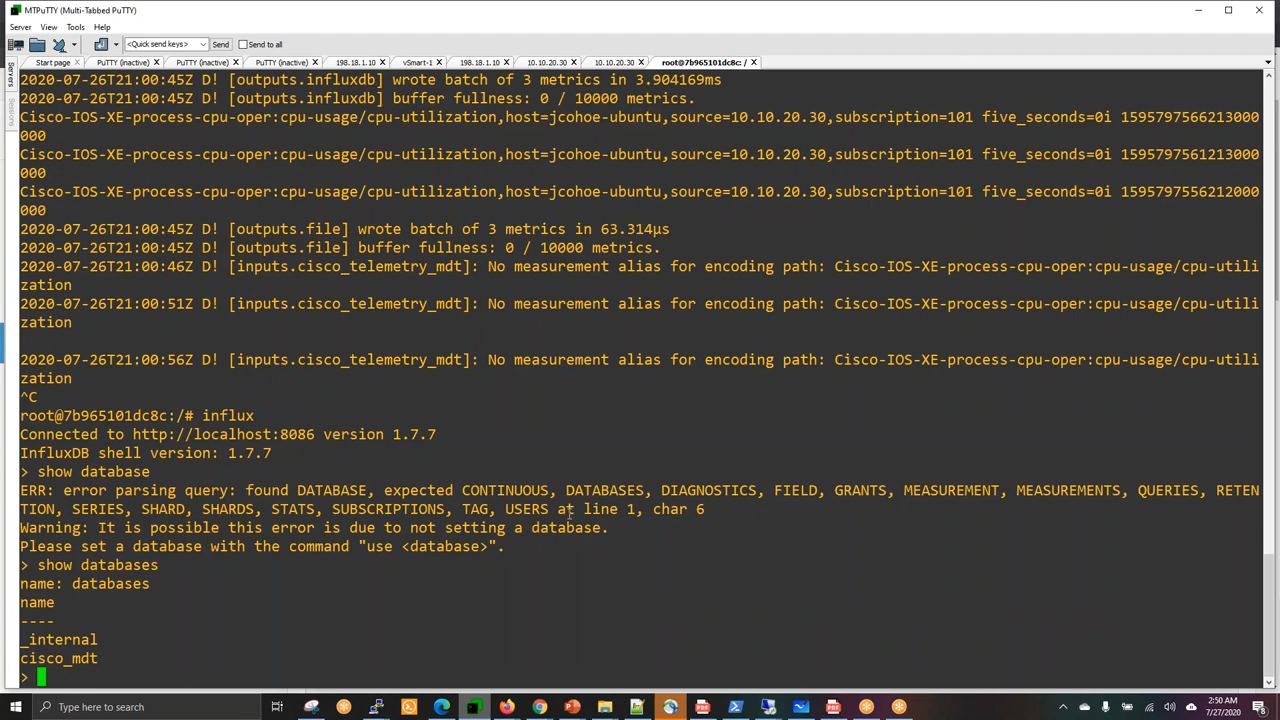 MTPuTTY (Multi-Tabbed PuTTY)
Server View Tools Help
<Quick send keys> Send Send to all
Start page PuTTY (inactive) PuTTY (inactive) PuTTY (inactive) 198.18.1.10 vSmart-1 198.18.1.10 10.10.20.30 10.10.20.30 root@7b965101dc8c: /
Servers
Sessions
2020-07-26T21:00:45Z D! [outputs.influxdb] wrote batch of 3 metrics in 3.904169ms
2020-07-26T21:00:45Z D! [outputs.influxdb] buffer fullness: 0 / 10000 metrics.
Cisco-IOS-XE-process-cpu-oper:cpu-usage/cpu-utilization,host=jcohoe-ubuntu,source=10.10.20.30,subscription=101 five_seconds=0i 1595797566213000
000
Cisco-IOS-XE-process-cpu-oper:cpu-usage/cpu-utilization,host=jcohoe-ubuntu,source=10.10.20.30,subscription=101 five_seconds=0i 1595797561213000
000
Cisco-IOS-XE-process-cpu-oper:cpu-usage/cpu-utilization,host=jcohoe-ubuntu,source=10.10.20.30,subscription=101 five_seconds=0i 1595797556212000
000
2020-07-26T21:00:45Z D! [outputs.file] wrote batch of 3 metrics in 63.314µs
2020-07-26T21:00:45Z D! [outputs.file] buffer fullness: 0 / 10000 metrics.
2020-07-26T21:00:46Z D! [inputs.cisco_telemetry_mdt]: No measurement alias for encoding path: Cisco-IOS-XE-process-cpu-oper:cpu-usage/cpu-utili
zation
2020-07-26T21:00:51Z D! [inputs.cisco_telemetry_mdt]: No measurement alias for encoding path: Cisco-IOS-XE-process-cpu-oper:cpu-usage/cpu-utili
zation
2020-07-26T21:00:56Z D! [inputs.cisco_telemetry_mdt]: No measurement alias for encoding path: Cisco-IOS-XE-process-cpu-oper:cpu-usage/cpu-utili
zation
^C
root@7b965101dc8c:/# influx
Connected to http://localhost:8086 version 1.7.7
InfluxDB shell version: 1.7.7
> show database
ERR: error parsing query: found DATABASE, expected CONTINUOUS, DATABASES, DIAGNOSTICS, FIELD, GRANTS, MEASUREMENT, MEASUREMENTS, QUERIES, RETEN
TION, SERIES, SHARD, SHARDS, STATS, SUBSCRIPTIONS, TAG, USERS at line 1, char 6
Warning: It is possible this error is due to not setting a database.
Please set a database with the command "use <database>".
> show databases
name: databases
name
----
_internal
cisco_mdt
>
Type here to search
2:50 AM
7/27/2020